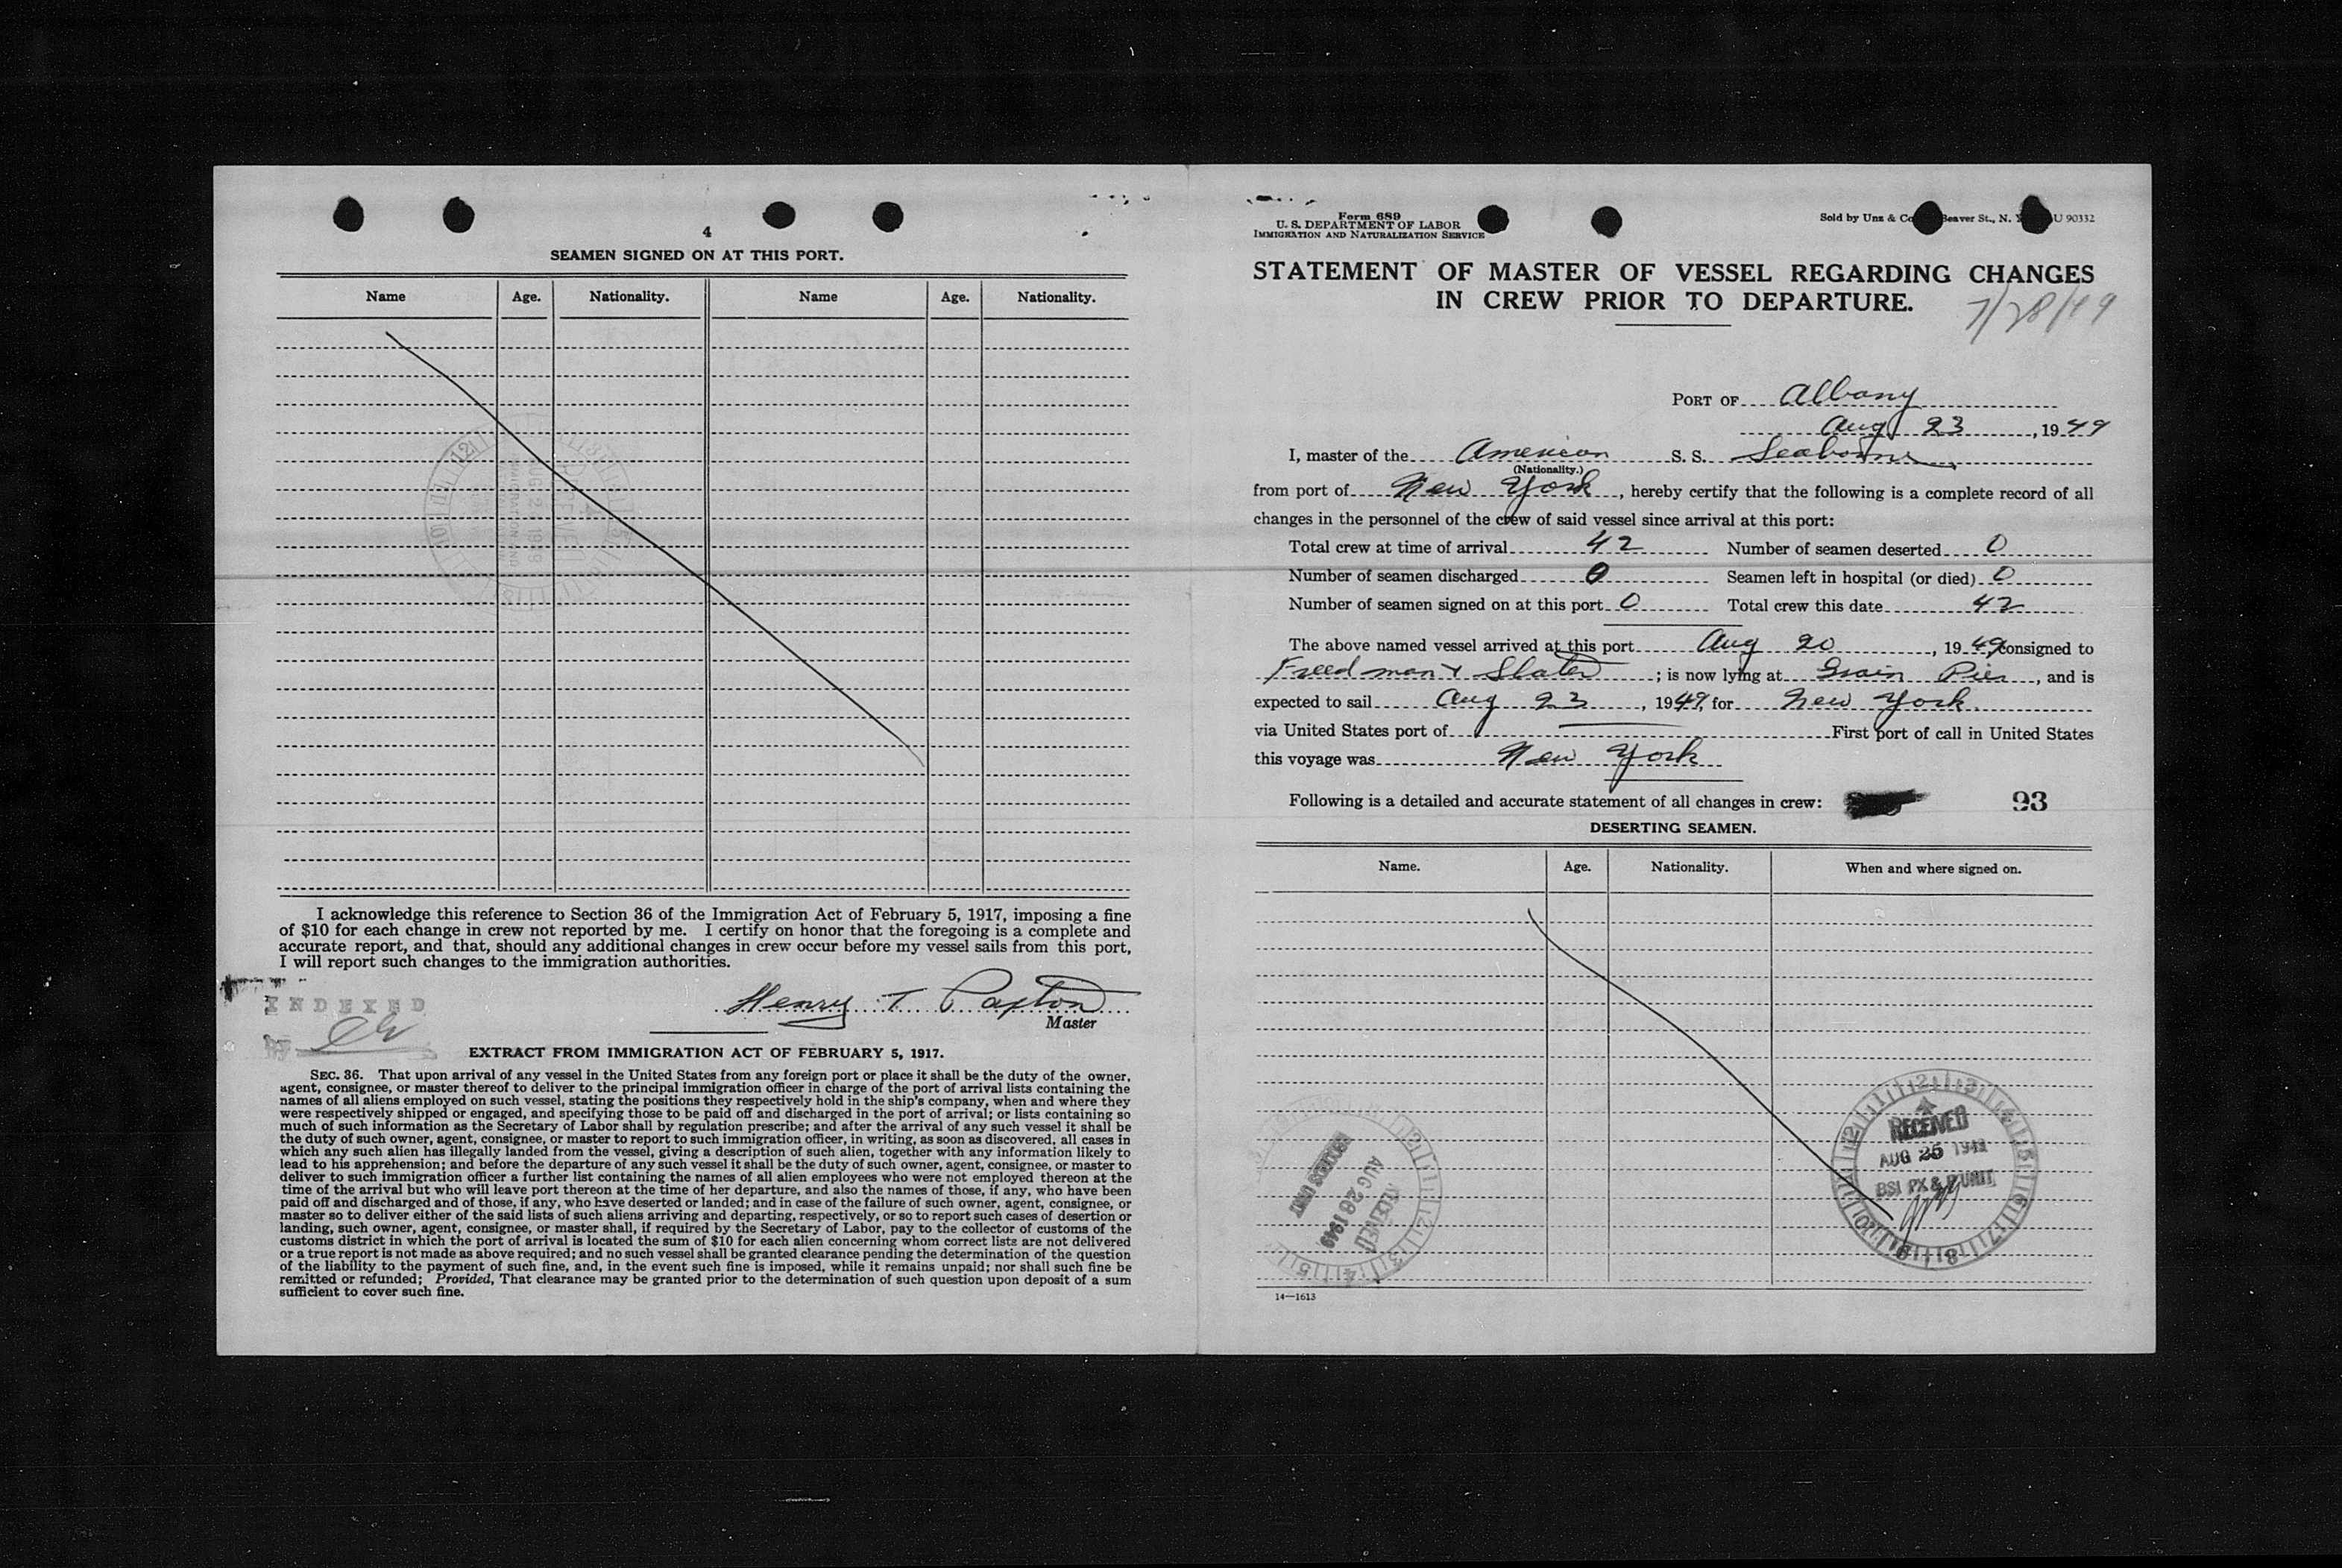 4
SEAMEN SIGNED ON AT THIS PORT.
Name Age. Nationality. Name Age. Nationality.
I acknowledge this reference to Section 36 of the Immigration Act of February 5, 1917, imposing a fine
of $10 for each change in crew not reported by me. I certify on honor that the foregoing is a complete and
accurate report, and that, should any additional changes in crew occur before my vessel sails from this port,
I will report such changes to the immigration authorities.
INDEXED
Henry T. Paxton
Master
BY
EXTRACT FROM IMMIGRATION ACT OF FEBRUARY 5, 1917.
SEC. 36. That upon arrival of any vessel in the United States from any foreign port or place it shall be the duty of the owner,
agent, consignee, or master thereof to deliver to the principal immigration officer in charge of the port of arrival lists containing the
names of all aliens employed on such vessel, stating the positions they respectively hold in the ship's company, when and where they
were respectively shipped or engaged, and specifying those to be paid off and discharged in the port of arrival; or lists containing so
much of such information as the Secretary of Labor shall by regulation prescribe; and after the arrival of any such vessel it shall be
the duty of such owner, agent, consignee, or master to report to such immigration officer, in writing, as soon as discovered, all cases in
which any such alien has illegally landed from the vessel, giving a description of such alien, together with any information likely to
lead to his apprehension; and before the departure of any such vessel it shall be the duty of such owner, agent, consignee, or master to
deliver to such immigration officer a further list containing the names of all alien employees who were not employed thereon at the
time of the arrival but who will leave port thereon at the time of her departure, and also the names of those, if any, who have been
paid off and discharged and of those, if any, who have deserted or landed; and in case of the failure of such owner, agent, consignee, or
master so to deliver either of the said lists of such aliens arriving and departing, respectively, or so to report such cases of desertion or
landing, such owner, agent, consignee, or master shall, if required by the Secretary of Labor, pay to the collector of customs of the
customs district in which the port of arrival is located the sum of $10 for each alien concerning whom correct lists are not delivered
or a true report is not made as above required; and no such vessel shall be granted clearance pending the determination of the question
of the liability to the payment of such fine, and, in the event such fine is imposed, while it remains unpaid; nor shall such fine be
remitted or refunded; Provided, That clearance may be granted prior to the determination of such question upon deposit of a sum
sufficient to cover such fine.
Form 689
U. S. DEPARTMENT OF LABOR
IMMIGRATION AND NATURALIZATION SERVICE
Sold by Unz & Co Beaver St., N. Y U 90332
STATEMENT OF MASTER OF VESSEL REGARDING CHANGES
IN CREW PRIOR TO DEPARTURE.
7/28/49
PORT OF Albany
Aug 23, 1949
I, master of the American S. S. Seaborne
(Nationality.)
from port of New York, hereby certify that the following is a complete record of all
changes in the personnel of the crew of said vessel since arrival at this port:
Total crew at time of arrival 42 Number of seamen deserted 0
Number of seamen discharged 0 Seamen left in hospital (or died) 0
Number of seamen signed on at this port 0 Total crew this date 42
The above named vessel arrived at this port Aug 20, 1949, consigned to
Freedman & Slater; is now lying at Grain Pier, and is
expected to sail Aug 23, 1949, for New York.
via United States port of First port of call in United States
this voyage was New York
Following is a detailed and accurate statement of all changes in crew: 93
DESERTING SEAMEN.
Name. Age. Nationality. When and where signed on.
RECEIVED
AUG 26 1949
RECORDS UNIT
RECEIVED
AUG 25 1949
BSI PX & P UNIT
14—1613